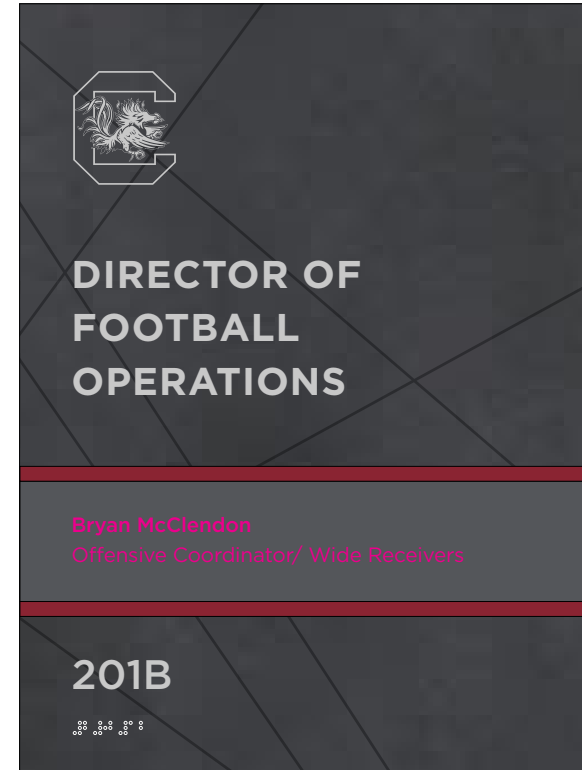 DIRECTOR OF
FOOTBALL
OPERATIONS
Bryan McClendon
Offensive Coordinator/ Wide Receivers
201B